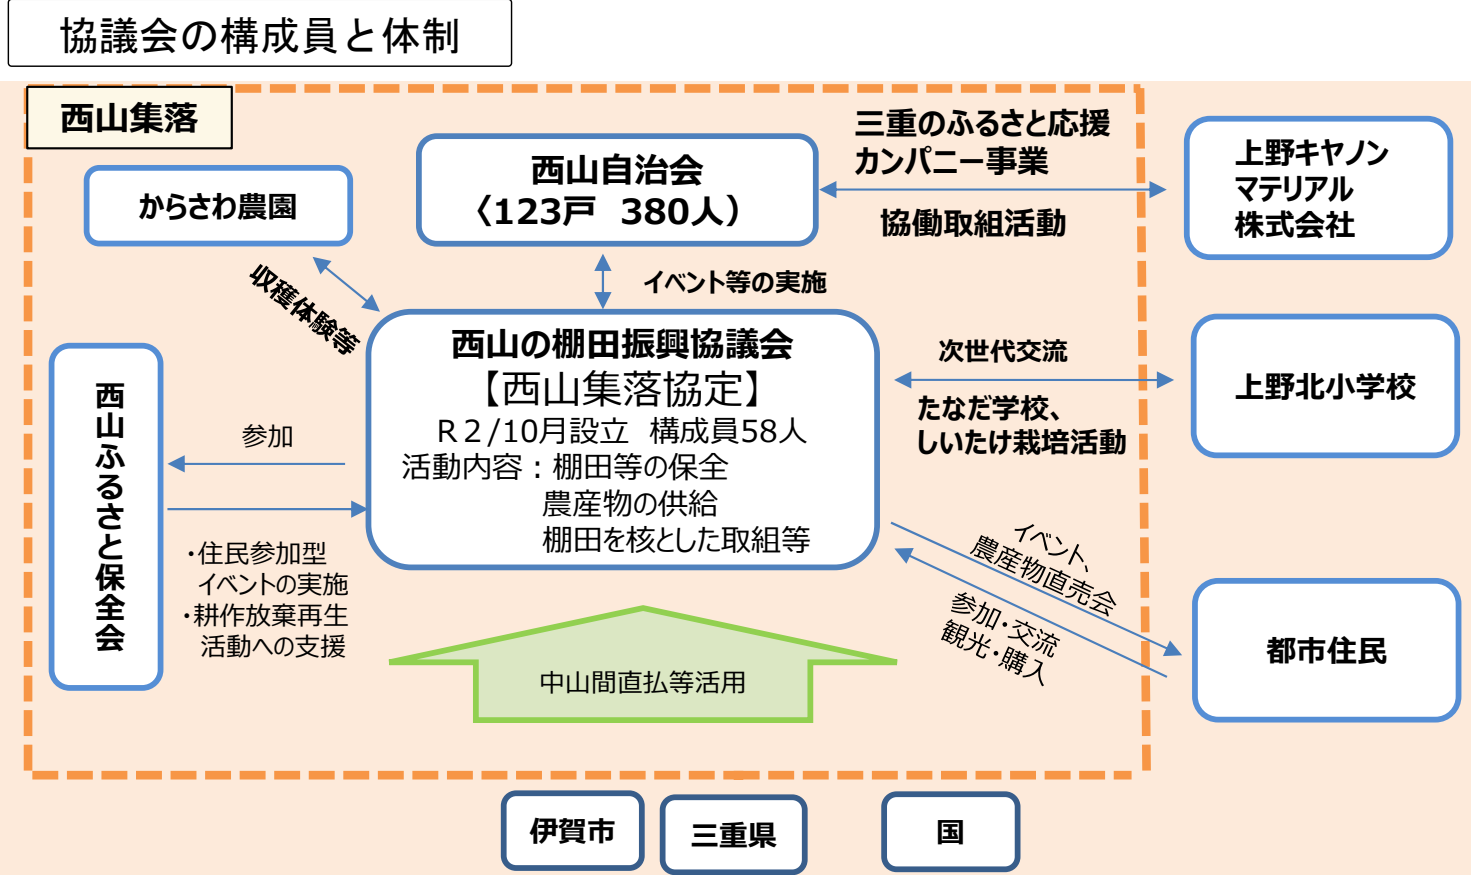 協議会の構成員と体制
西山集落
からさわ農園
西山自治会
〈123戸　380人）
三重のふるさと応援
カンパニー事業
協働取組活動
上野キヤノン
マテリアル
株式会社
収穫体験等
イベント等の実施
西山の棚田振興協議会
【西山集落協定】
R２/10月設立　構成員58人
活動内容：棚田等の保全
農産物の供給
棚田を核とした取組等
次世代交流
たなだ学校、
しいたけ栽培活動
上野北小学校
西山ふるさと保全会
参加
・住民参加型
イベントの実施
・耕作放棄再生
活動への支援
イベント、
農産物直売会
参加・交流
観光・購入
都市住民
中山間直払等活用
伊賀市
三重県
国